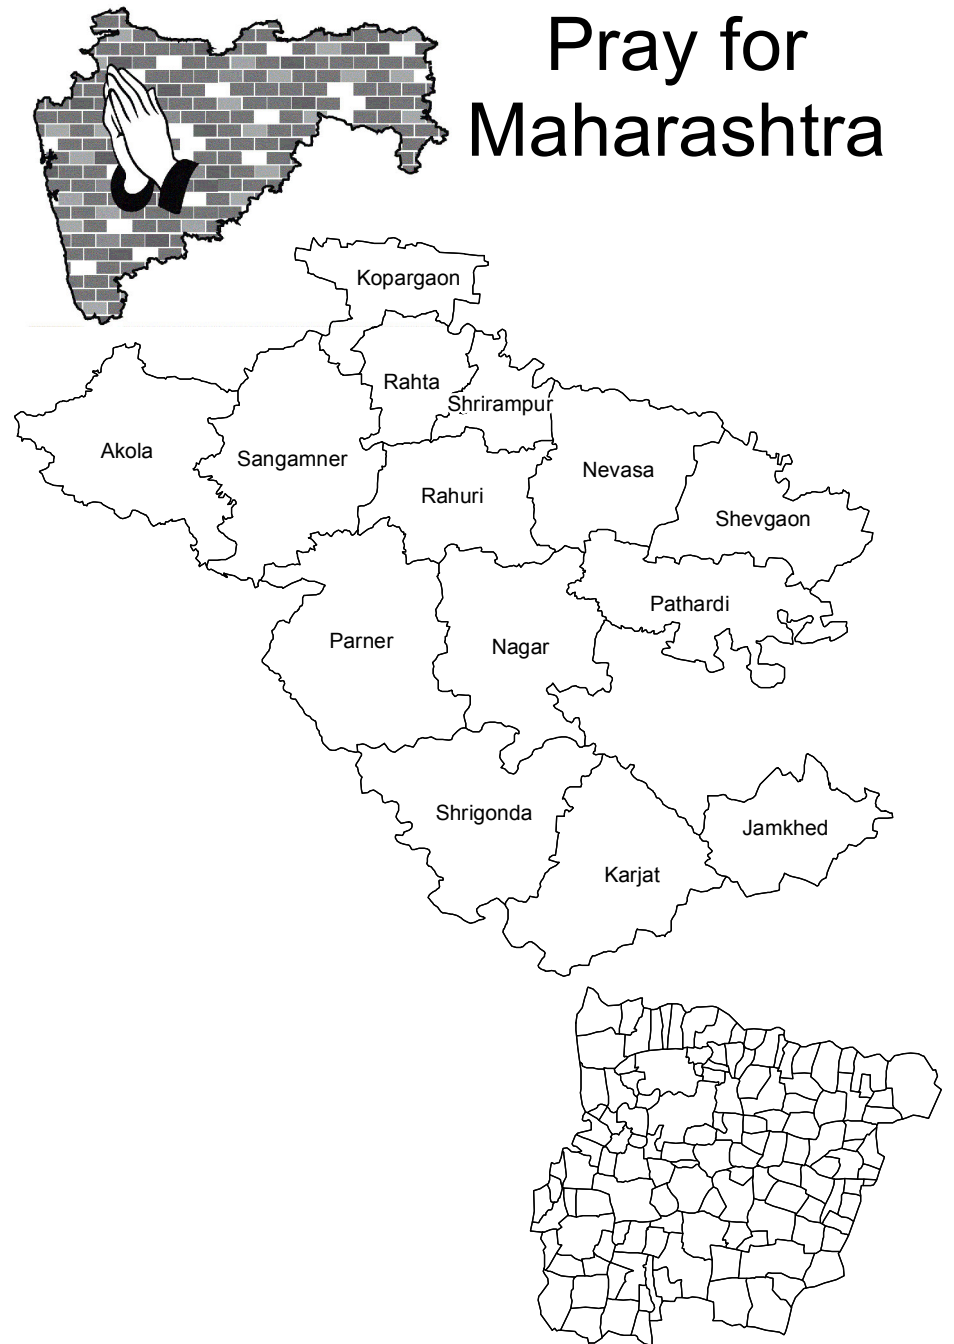 Pray for
Maharashtra
Kopargaon
Rahta
Shrirampur
Akola
Sangamner
Nevasa
Rahuri
Shevgaon
Pathardi
Parner
Nagar
Shrigonda
Jamkhed
Karjat